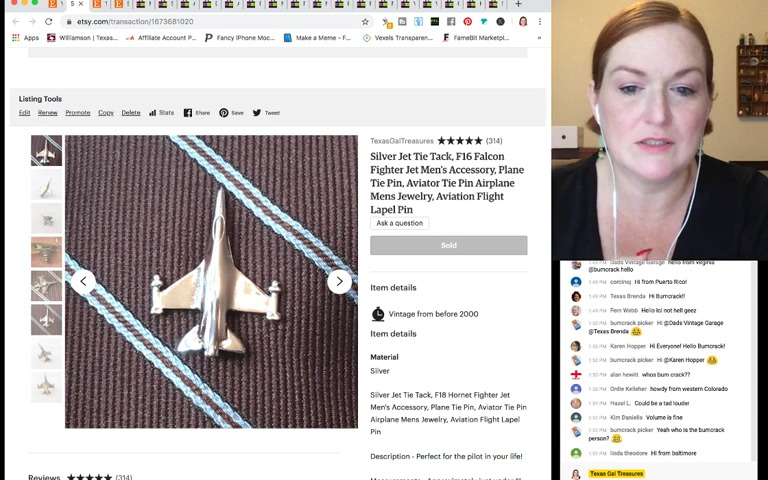 etsy.com/transaction/1673681020
Apps
Williamson | Texas...
Affiliate Account P...
Fancy iPhone Moc...
Make a Meme - F...
Vexels Transparen...
FameBit Marketpl...
»
Listing Tools
Edit
Renew
Promote
Copy
Delete
Stats
Share
Save
Tweet
TexasGalTreasures ★★★★★ (314)
Silver Jet Tie Tack, F16 Falcon
Fighter Jet Men's Accessory, Plane
Tie Pin, Aviator Tie Pin Airplane
Mens Jewelry, Aviation Flight
Lapel Pin
Ask a question
Sold
Item details
Vintage from before 2000
Item details
Material
Silver
Silver Jet Tie Tack, F18 Hornet Fighter Jet
Men's Accessory, Plane Tie Pin, Aviator Tie Pin
Airplane Mens Jewelry, Aviation Flight Lapel
Pin
Description - Perfect for the pilot in your life!
Reviews ★★★★★ (314)
Dads Vintage Garage hello from virginia
@bumcrack hello
corcinoj Hi from Puerto Rico!
Texas Brenda Hi Bumcrack!!
Fern Webb Hello lol not hell geez
bumcrack picker Hi @Dads Vintage Garage
@Texas Brenda
Karen Hopper Hi Everyone! Hello Bumcrack!
bumcrack picker Hi @Karen Hopper
alan hewitt whos bum crack??
Ordie Kelleher howdy from western Colorado
Hazel L. Could be a tad louder
Kim Daniello Volume is fine
bumcrack picker Yeah who is the bumcrack
person?
linda theodore Hi from baltimore
Texas Gal Treasures